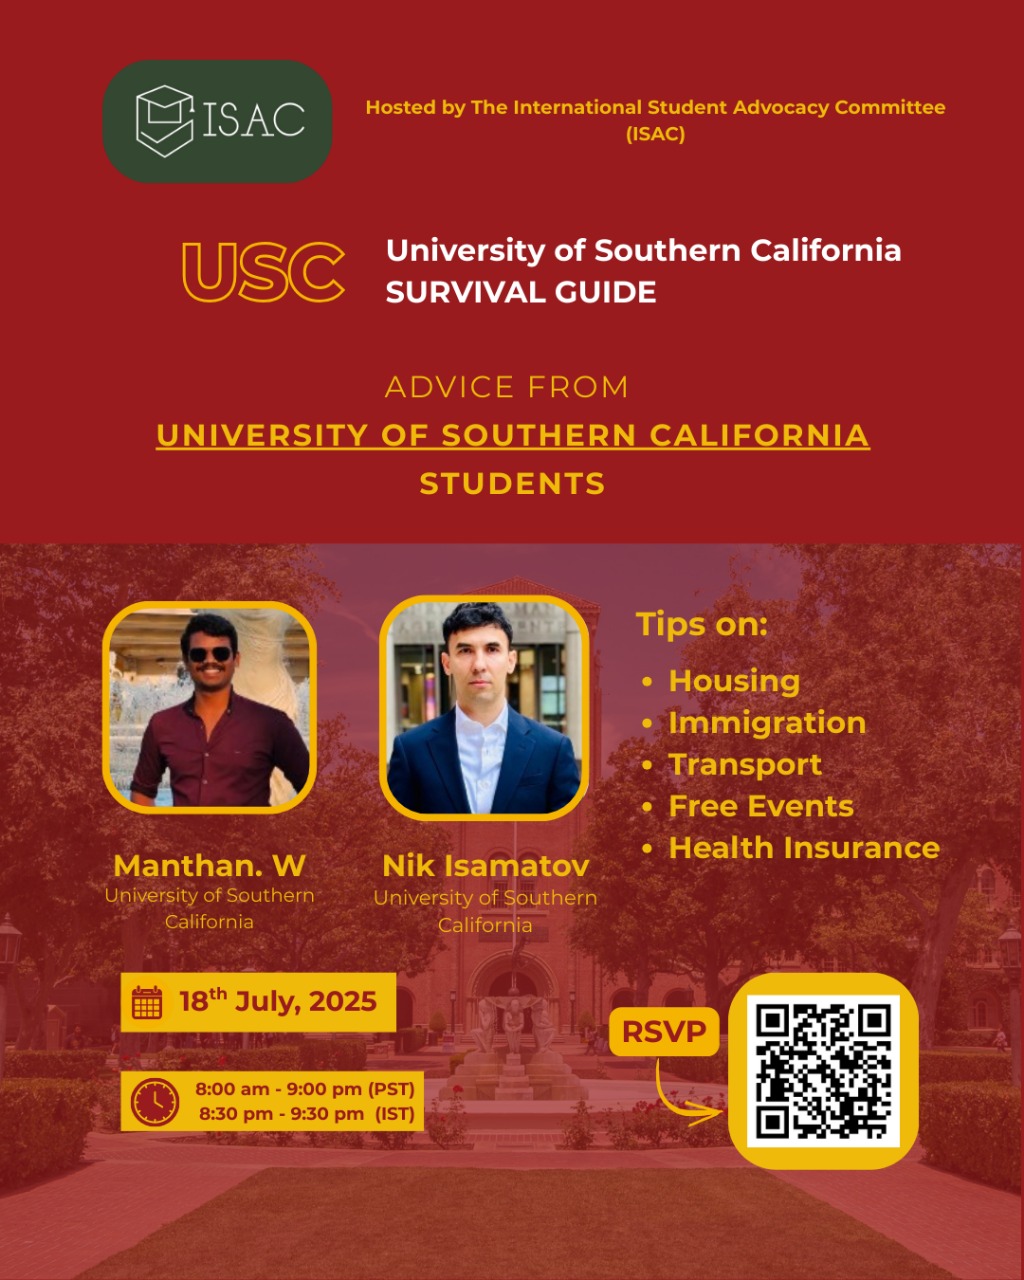 ISAC
Hosted by The International Student Advocacy Committee
(ISAC)
USC
University of Southern California
SURVIVAL GUIDE
ADVICE FROM
UNIVERSITY OF SOUTHERN CALIFORNIA
STUDENTS
Manthan. W
University of Southern
California
Nik Isamatov
University of Southern
California
Tips on:
• Housing
• Immigration
• Transport
• Free Events
• Health Insurance
18th July, 2025
8:00 am - 9:00 pm (PST)
8:30 pm - 9:30 pm (IST)
RSVP